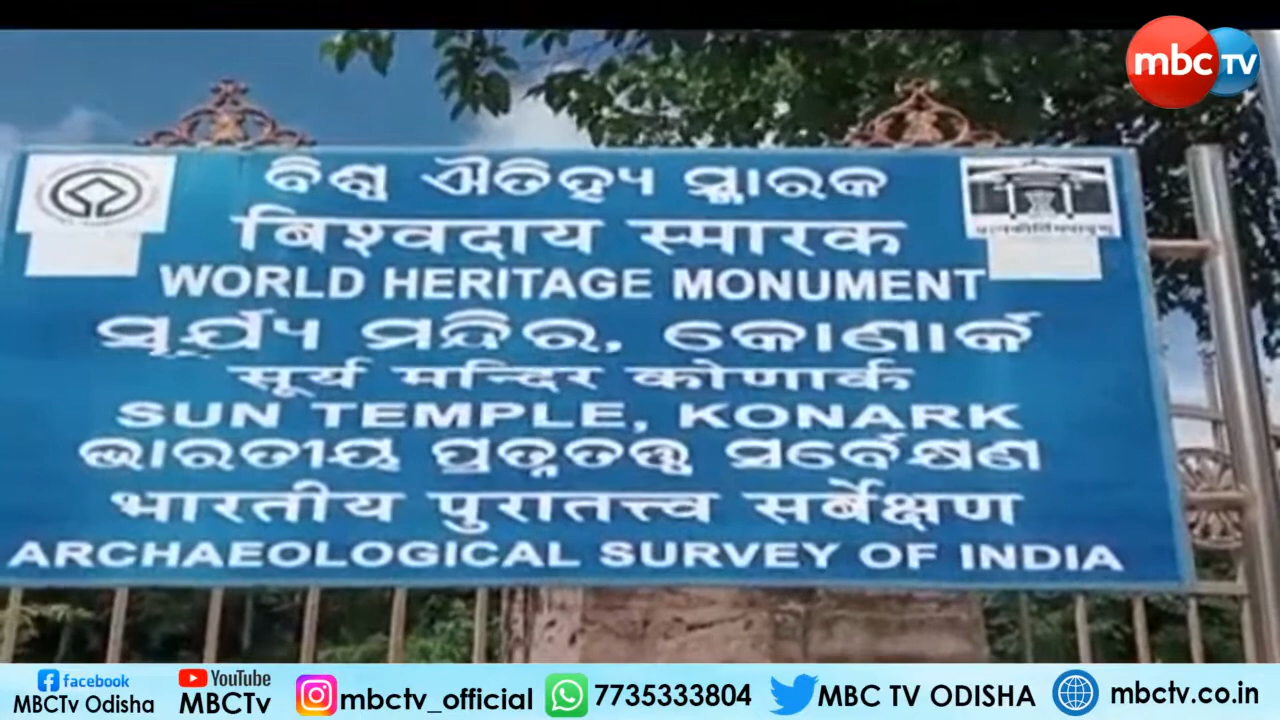 mbc TV
ବିଶ୍ୱ ଐତିହ୍ୟ ସ୍ମାରକ
बिश्वदाय स्मारक
WORLD HERITAGE MONUMENT
ସୂର୍ଯ୍ୟ ମନ୍ଦିର, କୋଣାର୍କ
सूर्य मन्दिर कोणार्क
SUN TEMPLE, KONARK
ଭାରତୀୟ ପ୍ରତ୍ନତତ୍ତ୍ୱ ସର୍ବେକ୍ଷଣ
भारतीय पुरातत्त्व सर्बेक्षण
ARCHAEOLOGICAL SURVEY OF INDIA
facebook YouTube
MBCTv Odisha MBCTv mbctv_official 7735333804 MBC TV ODISHA mbctv.co.in